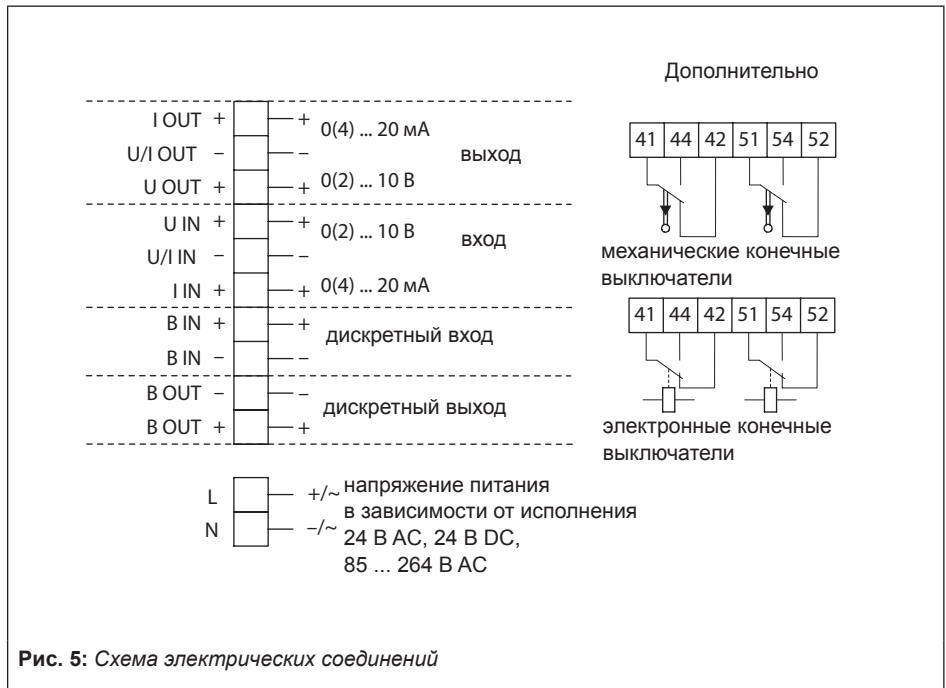 Дополнительно
I OUT + + 0(4) ... 20 мА
U/I OUT – –
U OUT + + 0(2) ... 10 В
выход
U IN + + 0(2) ... 10 В
U/I IN – –
I IN + + 0(4) ... 20 мА
вход
B IN + +
B IN – –
дискретный вход
B OUT – –
B OUT + +
дискретный выход
L +/~
N –/~
напряжение питания
в зависимости от исполнения
24 В AC, 24 В DC,
85 ... 264 В AC
41 44 42 51 54 52
механические конечные
выключатели
41 44 42 51 54 52
электронные конечные
выключатели
Рис. 5: Схема электрических соединений